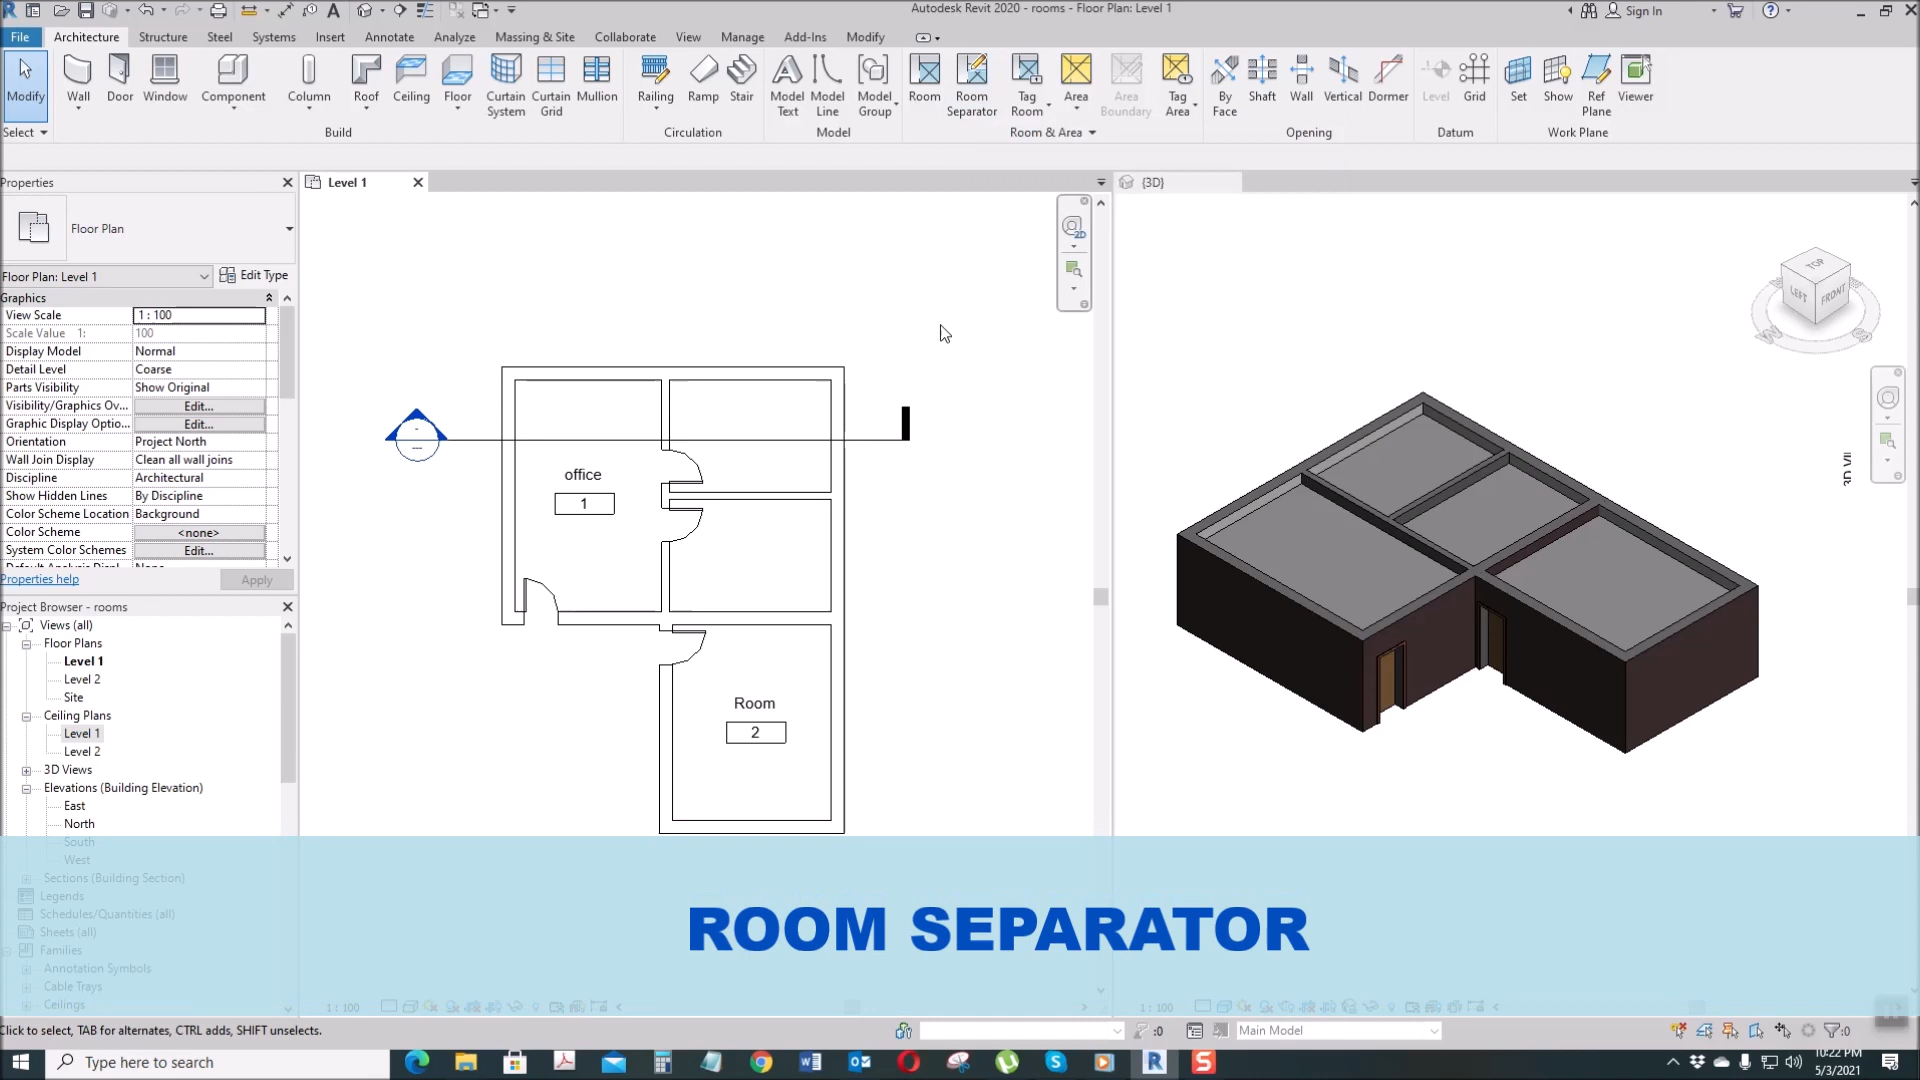 Autodesk Revit 2020 - rooms - Floor Plan: Level 1
Sign In
File Architecture Structure Steel Systems Insert Annotate Analyze Massing & Site Collaborate View Manage Add-Ins Modify
Modify
Wall
Door
Window
Component
Column
Roof
Ceiling
Floor
Curtain System
Curtain Grid
Mullion
Railing
Ramp
Stair
Model Text
Model Line
Model Group
Room
Room Separator
Tag Room
Area
Area Boundary
Tag Area
By Face
Shaft
Wall
Vertical
Dormer
Level
Grid
Set
Show
Ref Plane
Viewer
Select
Build
Circulation
Model
Room & Area
Opening
Datum
Work Plane
Properties
Floor Plan
Floor Plan: Level 1
Edit Type
Graphics
View Scale 1 : 100
Scale Value 1: 100
Display Model Normal
Detail Level Coarse
Parts Visibility Show Original
Visibility/Graphics Ov... Edit...
Graphic Display Optio... Edit...
Orientation Project North
Wall Join Display Clean all wall joins
Discipline Architectural
Show Hidden Lines By Discipline
Color Scheme Location Background
Color Scheme <none>
System Color Schemes Edit...
Properties help
Apply
Project Browser - rooms
Views (all)
Floor Plans
Level 1
Level 2
Site
Ceiling Plans
Level 1
Level 2
3D Views
Elevations (Building Elevation)
East
North
South
West
Sections (Building Section)
Legends
Schedules/Quantities (all)
Sheets (all)
Families
Annotation Symbols
Cable Trays
Ceilings
Level 1
2D
office
1
Room
2
1 : 100
{3D}
TOP
LEFT
FRONT
W
1 : 100
ROOM SEPARATOR
Click to select, TAB for alternates, CTRL adds, SHIFT unselects.
:0
Main Model
:0
Type here to search
10:22 PM
5/3/2021